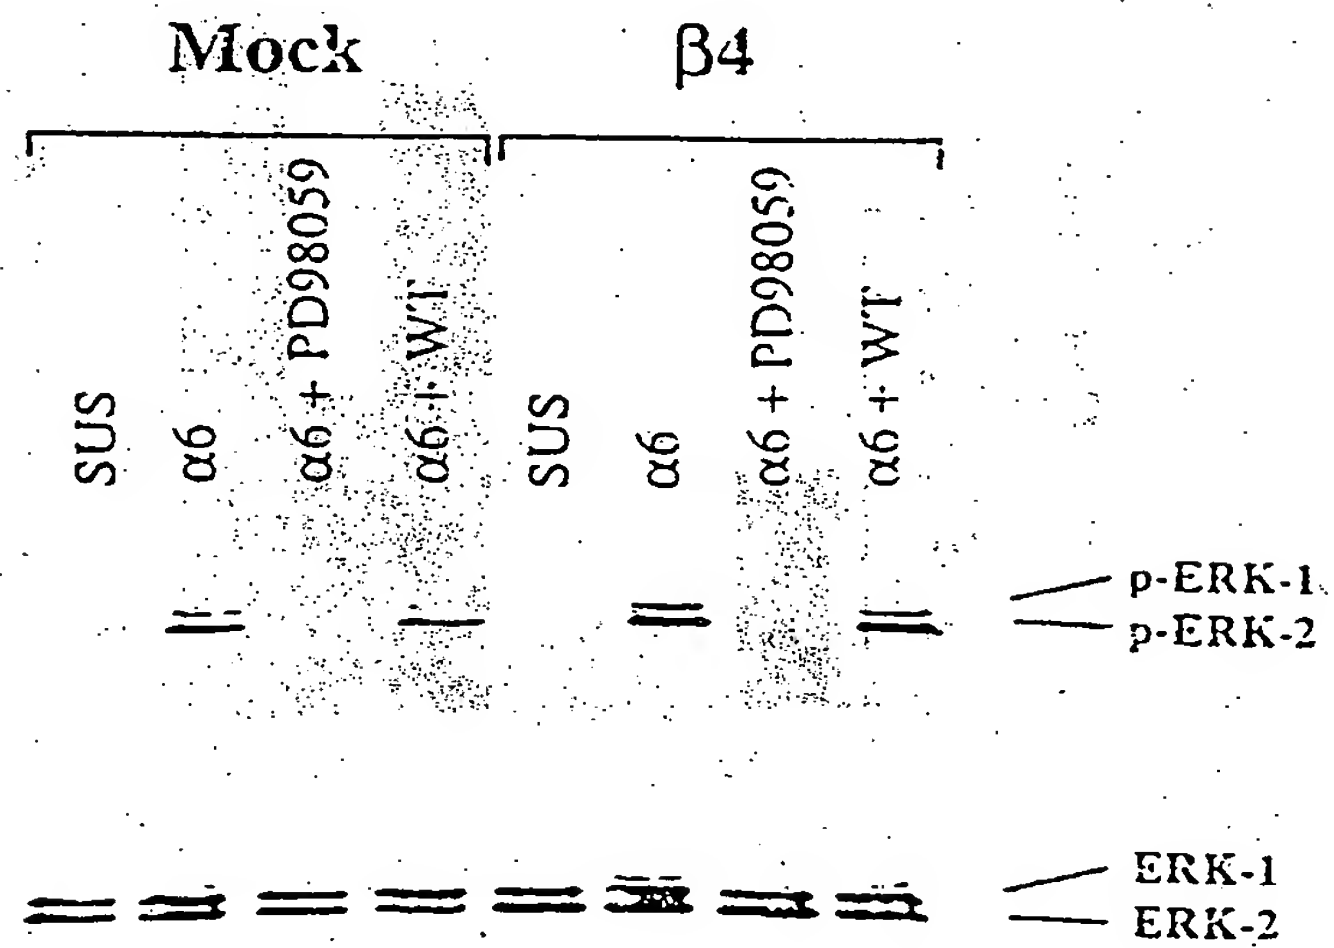 Mock
β4
SUS
α6
α6 + PD98059
α6 + WT
SUS
α6
α6 + PD98059
α6 + WT
p-ERK-1
p-ERK-2
ERK-1
ERK-2